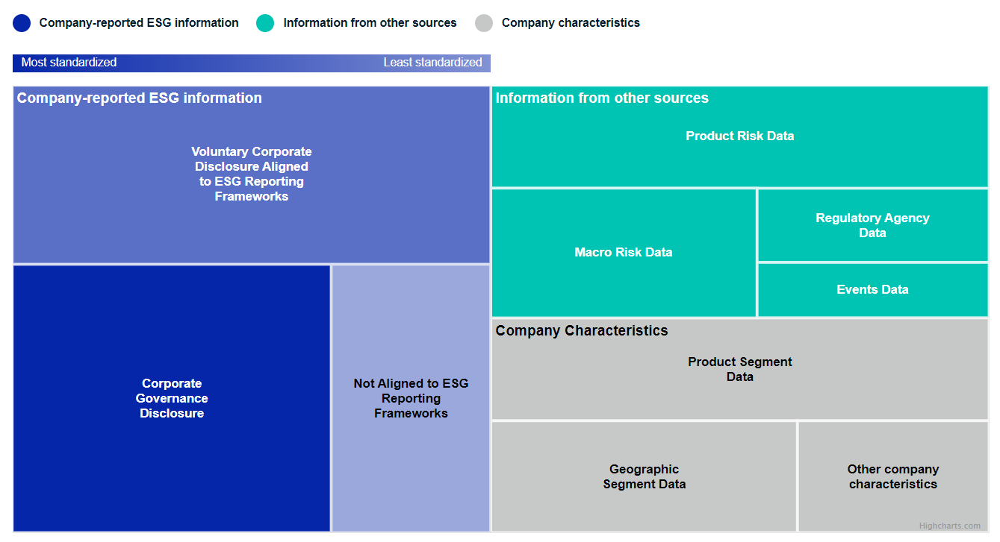 Company-reported ESG information
Information from other sources
Company characteristics
Most standardized
Least standardized
Company-reported ESG information
Voluntary Corporate
Disclosure Aligned
to ESG Reporting
Frameworks
Corporate
Governance
Disclosure
Not Aligned to ESG
Reporting
Frameworks
Information from other sources
Product Risk Data
Macro Risk Data
Regulatory Agency
Data
Events Data
Company Characteristics
Product Segment
Data
Geographic
Segment Data
Other company
characteristics
Highcharts.com